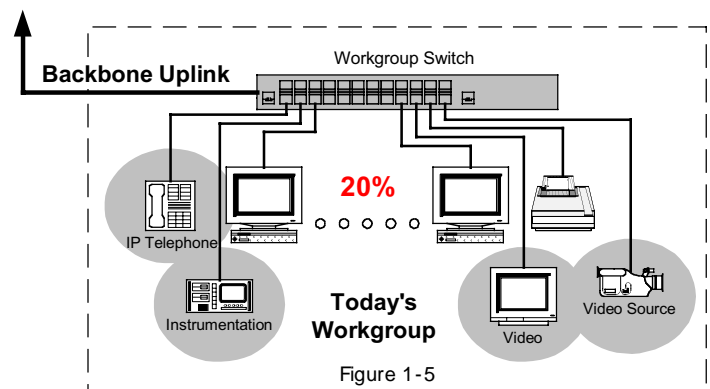 Workgroup Switch
Backbone Uplink
20%
IP Telephone
Instrumentation
Today's
Workgroup
Video
Video Source
Figure 1-5